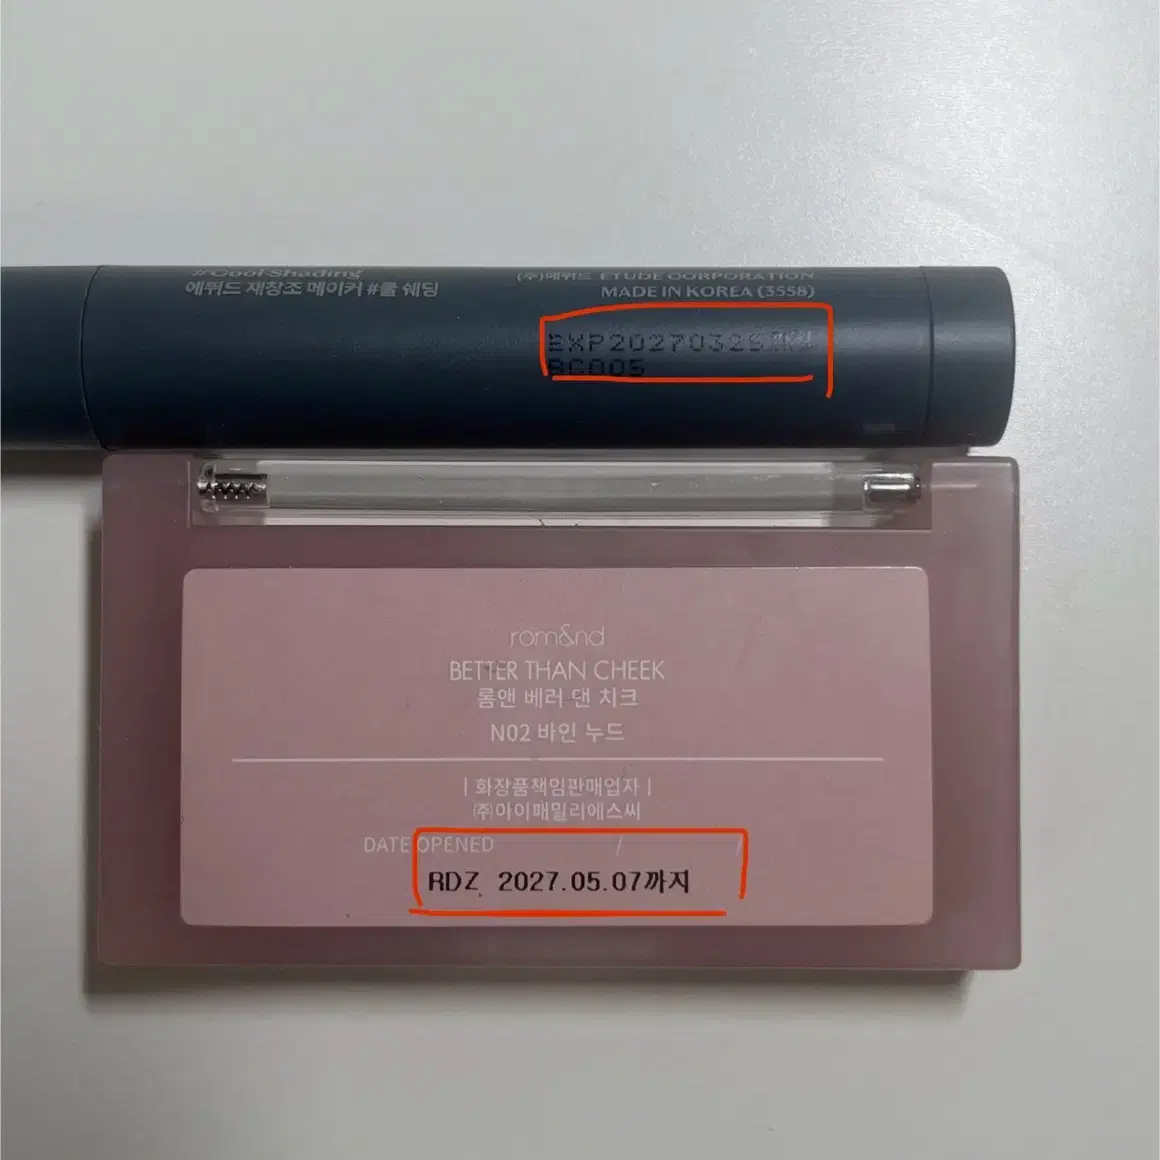 #Cool Shading
에뛰드 재창조 메이커 #쿨 쉐딩
(주)에뛰드 ETUDE CORPORATION
MADE IN KOREA (3558)
EXP20270325
BC005
rom&nd
BETTER THAN CHEEK
롬앤 베러 댄 치크
N02 바인 누드
| 화장품책임판매업자 |
㈜아이패밀리에스씨
DATE OPENED / /
RDZ 2027.05.07까지